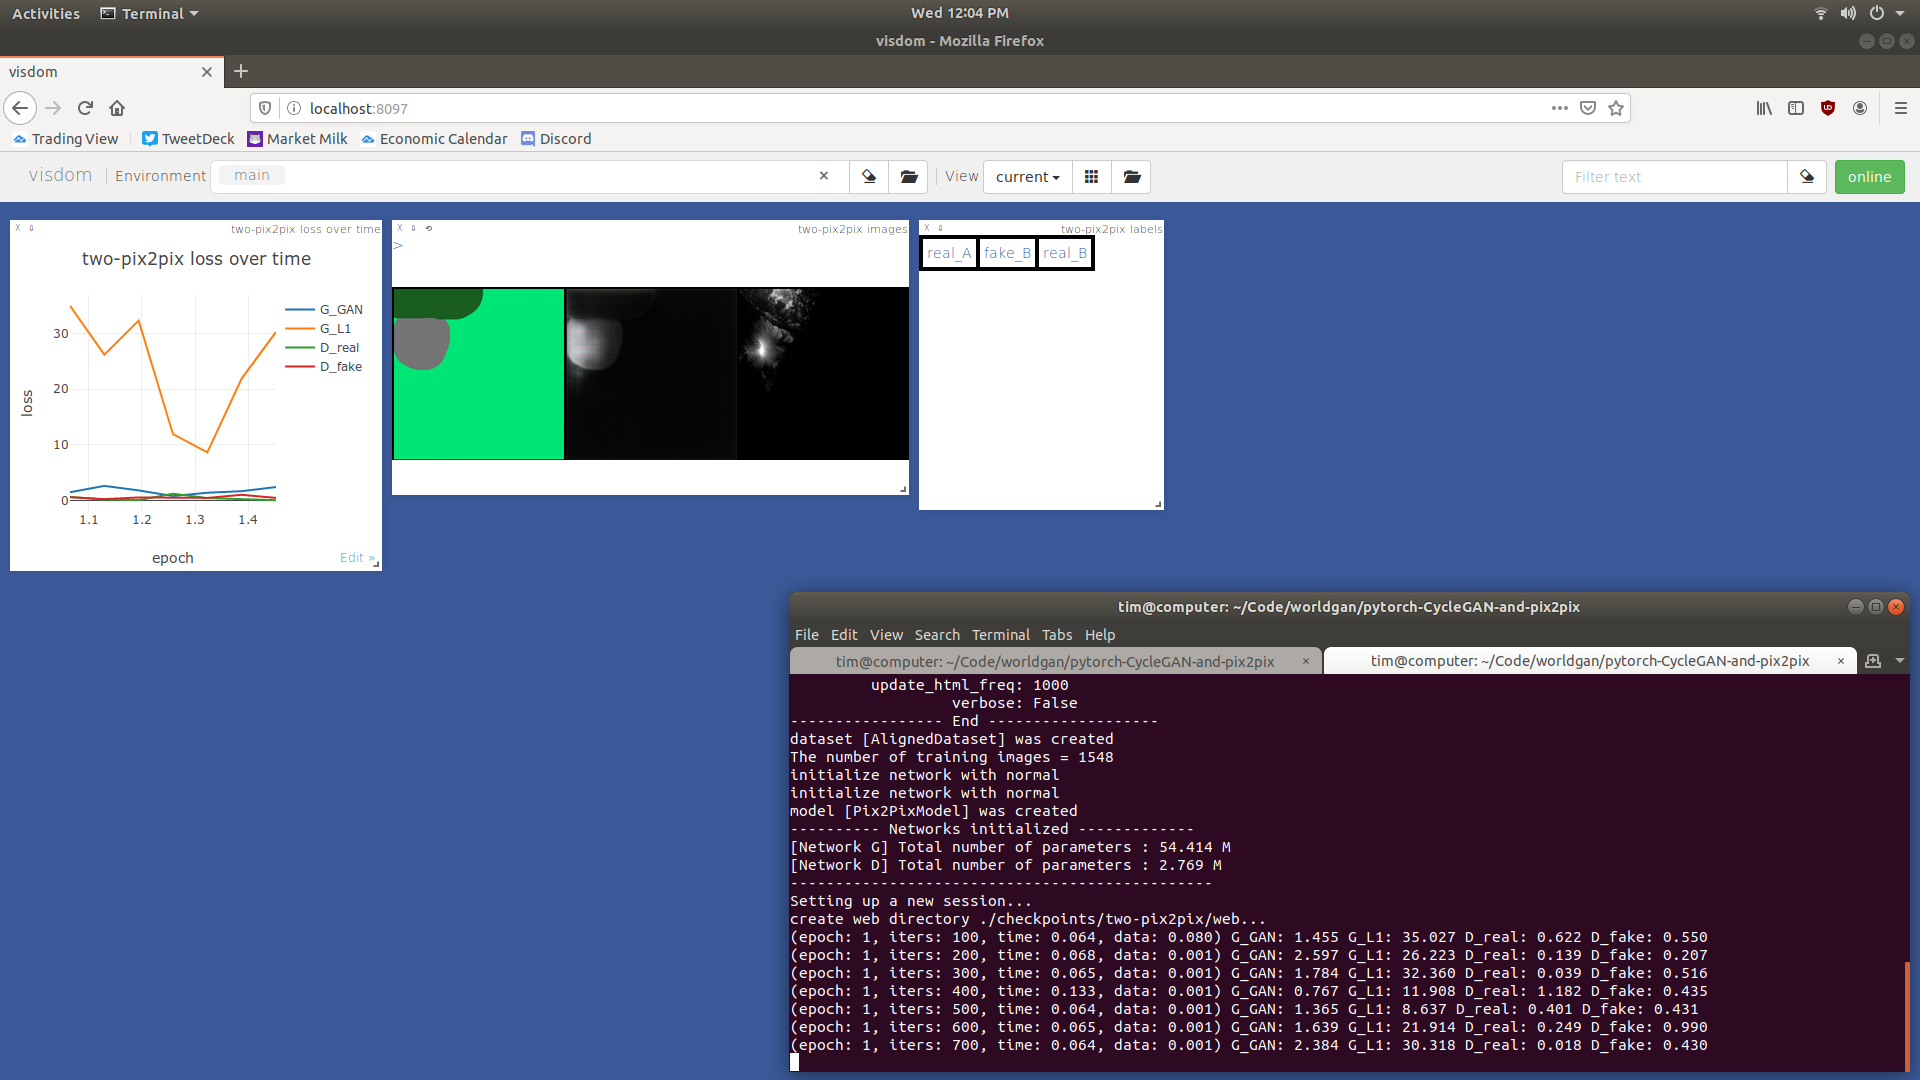 Activities Terminal Wed 12:04 PM
visdom - Mozilla Firefox
visdom
localhost:8097
Trading View TweetDeck Market Milk Economic Calendar Discord
visdom Environment main View current Filter text online
X two-pix2pix loss over time
two-pix2pix loss over time
G_GAN
G_L1
D_real
D_fake
30
20
10
0
loss
1.1 1.2 1.3 1.4
epoch
Edit »
X two-pix2pix images
>
X two-pix2pix labels
real_A fake_B real_B
tim@computer: ~/Code/worldgan/pytorch-CycleGAN-and-pix2pix
File Edit View Search Terminal Tabs Help
tim@computer: ~/Code/worldgan/pytorch-CycleGAN-and-pix2pix × tim@computer: ~/Code/worldgan/pytorch-CycleGAN-and-pix2pix ×
update_html_freq: 1000
verbose: False
----------------- End -------------------
dataset [AlignedDataset] was created
The number of training images = 1548
initialize network with normal
initialize network with normal
model [Pix2PixModel] was created
---------- Networks initialized -------------
[Network G] Total number of parameters : 54.414 M
[Network D] Total number of parameters : 2.769 M
-----------------------------------------------
Setting up a new session...
create web directory ./checkpoints/two-pix2pix/web...
(epoch: 1, iters: 100, time: 0.064, data: 0.080) G_GAN: 1.455 G_L1: 35.027 D_real: 0.622 D_fake: 0.550
(epoch: 1, iters: 200, time: 0.068, data: 0.001) G_GAN: 2.597 G_L1: 26.223 D_real: 0.139 D_fake: 0.207
(epoch: 1, iters: 300, time: 0.065, data: 0.001) G_GAN: 1.784 G_L1: 32.360 D_real: 0.039 D_fake: 0.516
(epoch: 1, iters: 400, time: 0.133, data: 0.001) G_GAN: 0.767 G_L1: 11.908 D_real: 1.182 D_fake: 0.435
(epoch: 1, iters: 500, time: 0.064, data: 0.001) G_GAN: 1.365 G_L1: 8.637 D_real: 0.401 D_fake: 0.431
(epoch: 1, iters: 600, time: 0.065, data: 0.001) G_GAN: 1.639 G_L1: 21.914 D_real: 0.249 D_fake: 0.990
(epoch: 1, iters: 700, time: 0.064, data: 0.001) G_GAN: 2.384 G_L1: 30.318 D_real: 0.018 D_fake: 0.430